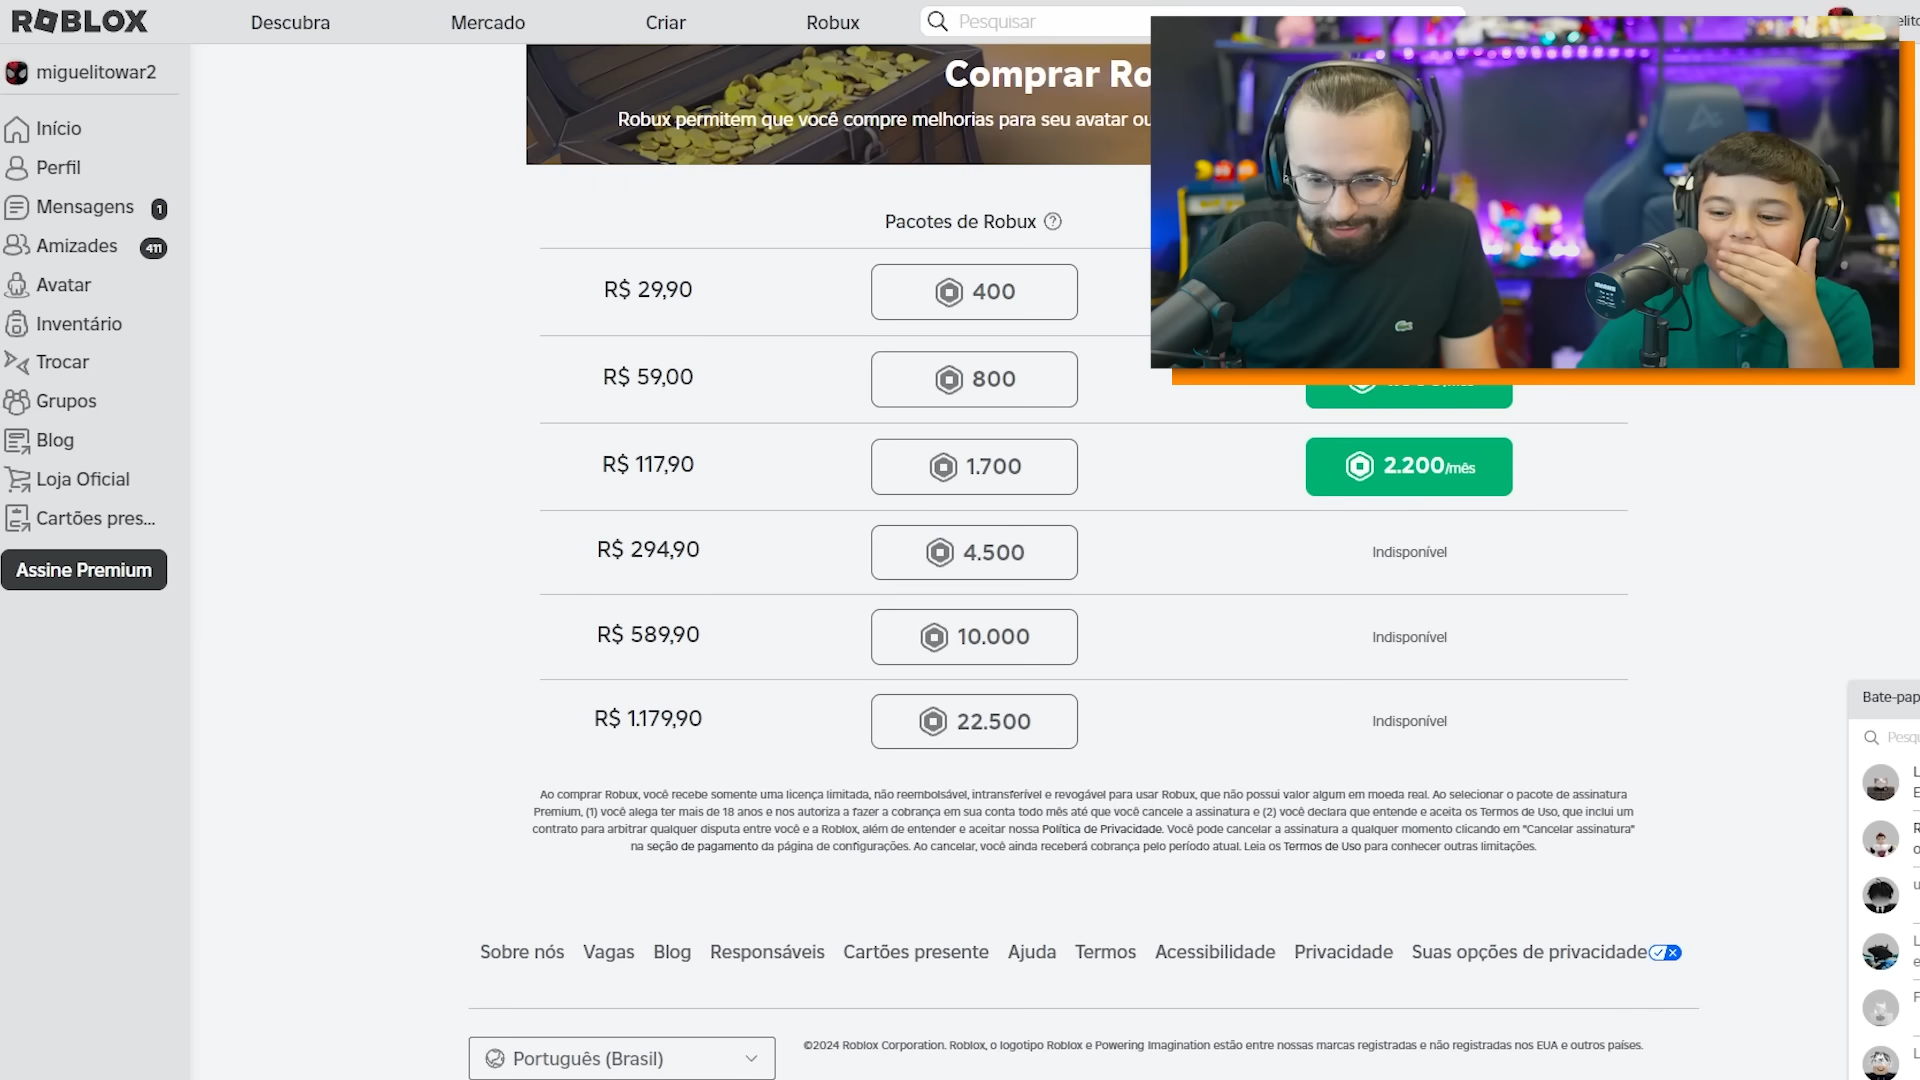 ROBLOX
Descubra
Mercado
Criar
Robux
Pesquisar
miguelitowar2
Início
Perfil
Mensagens 1
Amizades 411
Avatar
Inventário
Trocar
Grupos
Blog
Loja Oficial
Cartões pres...
Assine Premium
Comprar Ro
Robux permitem que você compre melhorias para seu avatar ou
Pacotes de Robux ?
R$ 29,90 400
R$ 59,00 800
R$ 117,90 1.700 2.200/mês
R$ 294,90 4.500 Indisponível
R$ 589,90 10.000 Indisponível
R$ 1.179,90 22.500 Indisponível
Ao comprar Robux, você recebe somente uma licença limitada, não reembolsável, intransferível e revogável para usar Robux, que não possui valor algum em moeda real. Ao selecionar o pacote de assinatura
Premium, (1) você alega ter mais de 18 anos e nos autoriza a fazer a cobrança em sua conta todo mês até que você cancele a assinatura e (2) você declara que entende e aceita os Termos de Uso, que inclui um
contrato para arbitrar qualquer disputa entre você e a Roblox, além de entender e aceitar nossa Política de Privacidade. Você pode cancelar a assinatura a qualquer momento clicando em "Cancelar assinatura"
na seção de pagamento da página de configurações. Ao cancelar, você ainda receberá cobrança pelo período atual. Leia os Termos de Uso para conhecer outras limitações.
Bate-pap
Pesqu
Sobre nós Vagas Blog Responsáveis Cartões presente Ajuda Termos Acessibilidade Privacidade Suas opções de privacidade
Português (Brasil)
©2024 Roblox Corporation. Roblox, o logotipo Roblox e Powering Imagination estão entre nossas marcas registradas e não registradas nos EUA e outros países.